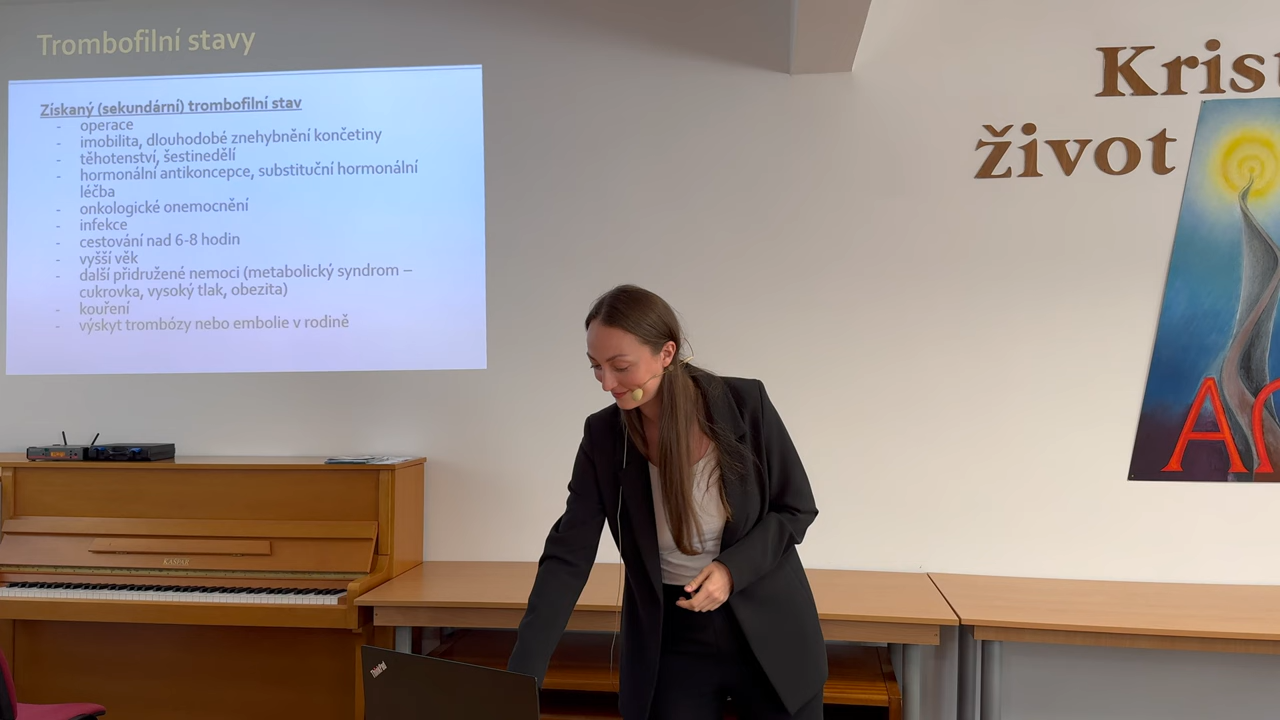 Trombofilní stavy
Získaný (sekundární) trombofilní stav
- operace
- imobilita, dlouhodobé znehybnění končetiny
- těhotenství, šestinedělí
- hormonální antikoncepce, substituční hormonální
léčba
- onkologické onemocnění
- infekce
- cestování nad 6-8 hodin
- vyšší věk
- další přidružené nemoci (metabolický syndrom –
cukrovka, vysoký tlak, obezita)
- kouření
- výskyt trombózy nebo embolie v rodině
Krist
život
AΩ
KAŠPAR
ThinkPad